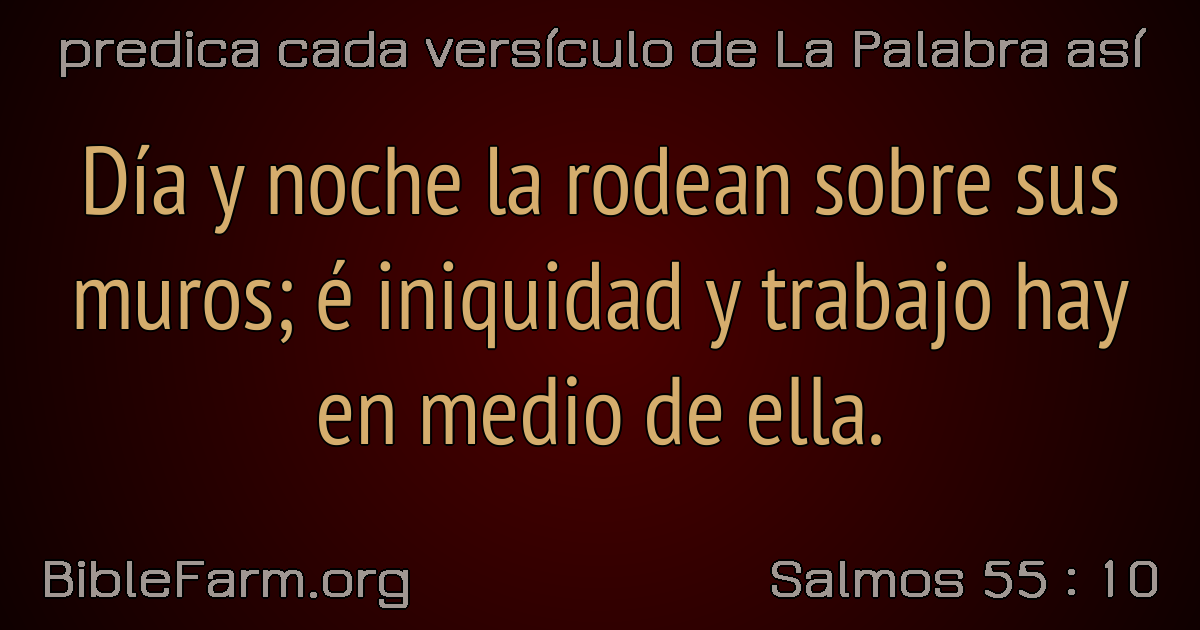 predica cada versículo de La Palabra así
Día y noche la rodean sobre sus
muros; é iniquidad y trabajo hay
en medio de ella.
BibleFarm.org
Salmos 55 : 10